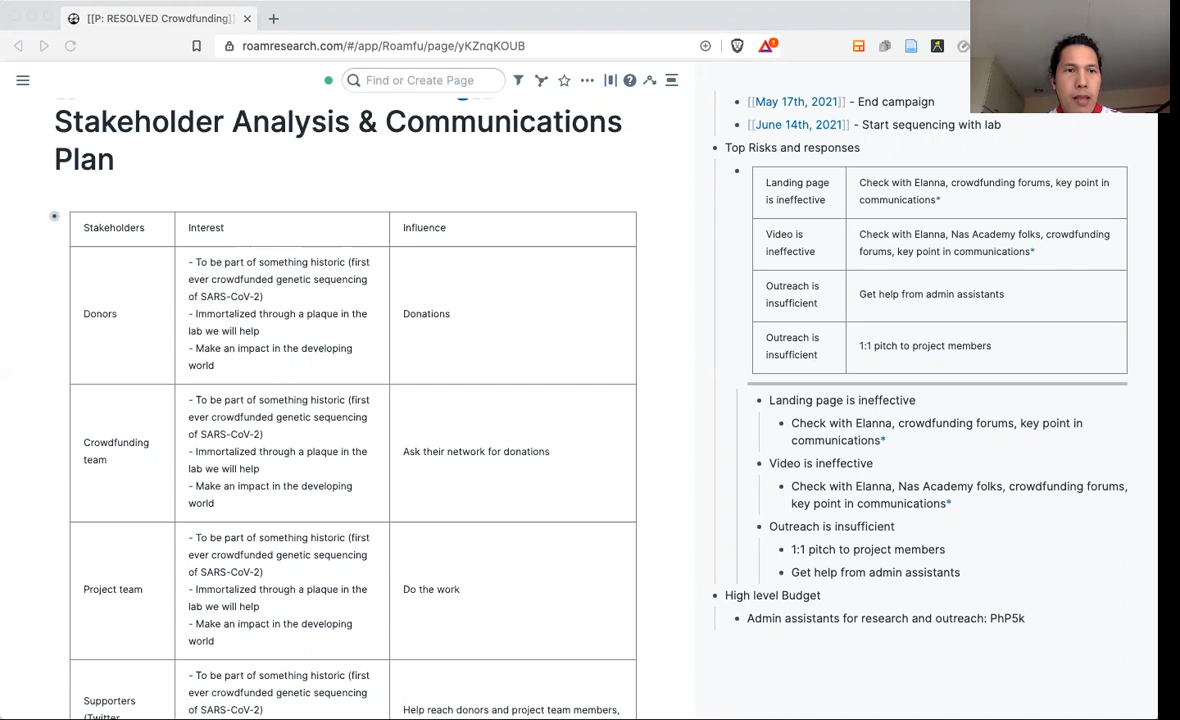 [[P: RESOLVED Crowdfunding]]
roamresearch.com/#/app/Roamfu/page/yKZnqKOUB
1
Find or Create Page
Stakeholder Analysis & Communications
Plan
Stakeholders
Interest
Influence
Donors
- To be part of something historic (first
ever crowdfunded genetic sequencing
of SARS-CoV-2)
- Immortalized through a plaque in the
lab we will help
- Make an impact in the developing
world
Donations
Crowdfunding
team
- To be part of something historic (first
ever crowdfunded genetic sequencing
of SARS-CoV-2)
- Immortalized through a plaque in the
lab we will help
- Make an impact in the developing
world
Ask their network for donations
Project team
- To be part of something historic (first
ever crowdfunded genetic sequencing
of SARS-CoV-2)
- Immortalized through a plaque in the
lab we will help
- Make an impact in the developing
world
Do the work
Supporters
(Twitter
- To be part of something historic (first
ever crowdfunded genetic sequencing
of SARS-CoV-2)
Help reach donors and project team members,
[[May 17th, 2021]] - End campaign
[[June 14th, 2021]] - Start sequencing with lab
Top Risks and responses
Landing page
is ineffective
Check with Elanna, crowdfunding forums, key point in
communications*
Video is
ineffective
Check with Elanna, Nas Academy folks, crowdfunding
forums, key point in communications*
Outreach is
insufficient
Get help from admin assistants
Outreach is
insufficient
1:1 pitch to project members
Landing page is ineffective
Check with Elanna, crowdfunding forums, key point in
communications*
Video is ineffective
Check with Elanna, Nas Academy folks, crowdfunding forums,
key point in communications*
Outreach is insufficient
1:1 pitch to project members
Get help from admin assistants
High level Budget
Admin assistants for research and outreach: PhP5k